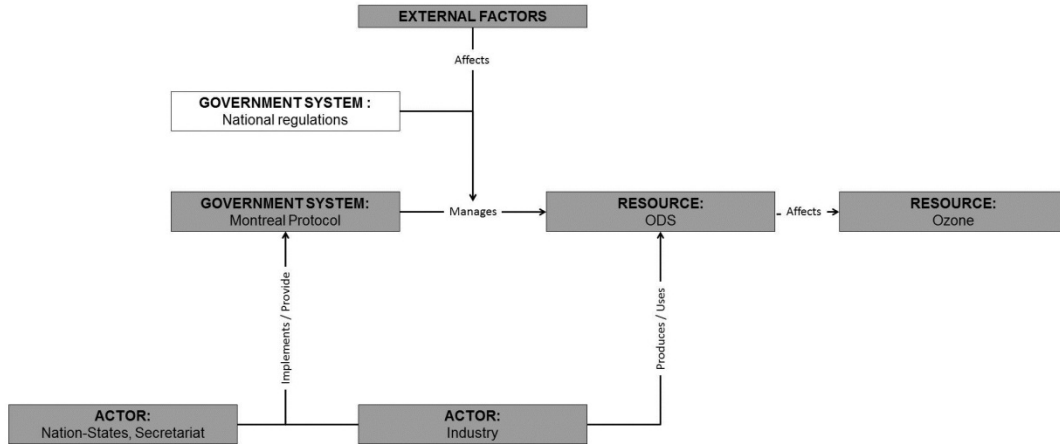 EXTERNAL FACTORS
Affects
GOVERNMENT SYSTEM :
National regulations
GOVERNMENT SYSTEM:
Montreal Protocol
Manages
RESOURCE:
ODS
Affects
RESOURCE:
Ozone
Implements / Provide
Produces / Uses
ACTOR:
Nation-States, Secretariat
ACTOR:
Industry